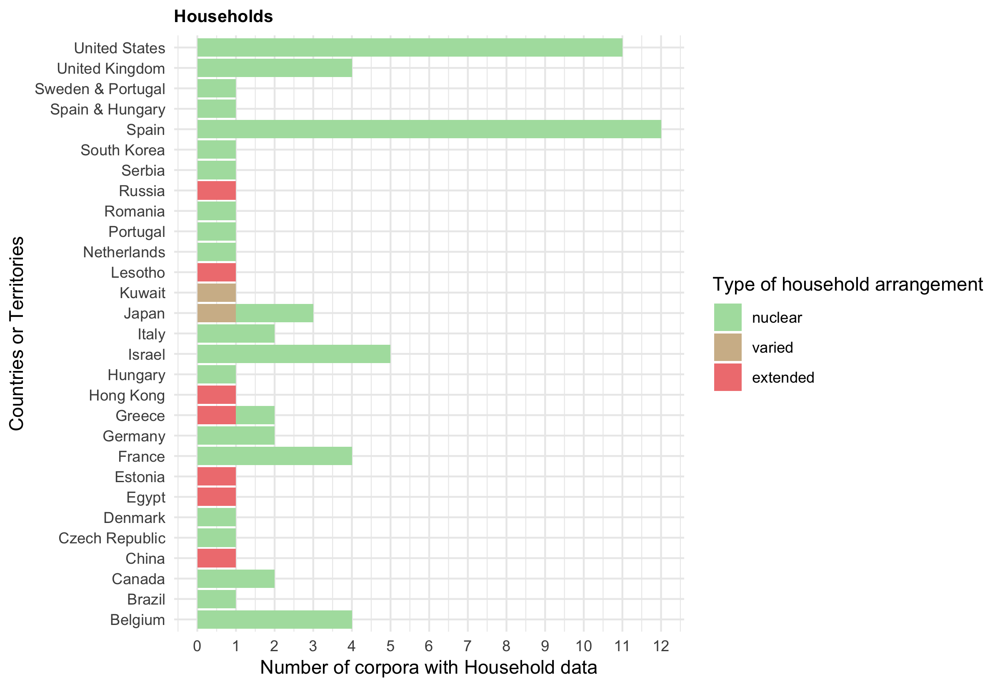 Households
United States
United Kingdom
Sweden & Portugal
Spain & Hungary
Spain
South Korea
Serbia
Russia
Romania
Portugal
Netherlands
Lesotho
Kuwait
Japan
Italy
Israel
Hungary
Hong Kong
Greece
Germany
France
Estonia
Egypt
Denmark
Czech Republic
China
Canada
Brazil
Belgium
Countries or Territories
0 1 2 3 4 5 6 7 8 9 10 11 12
Number of corpora with Household data
Type of household arrangement
nuclear
varied
extended